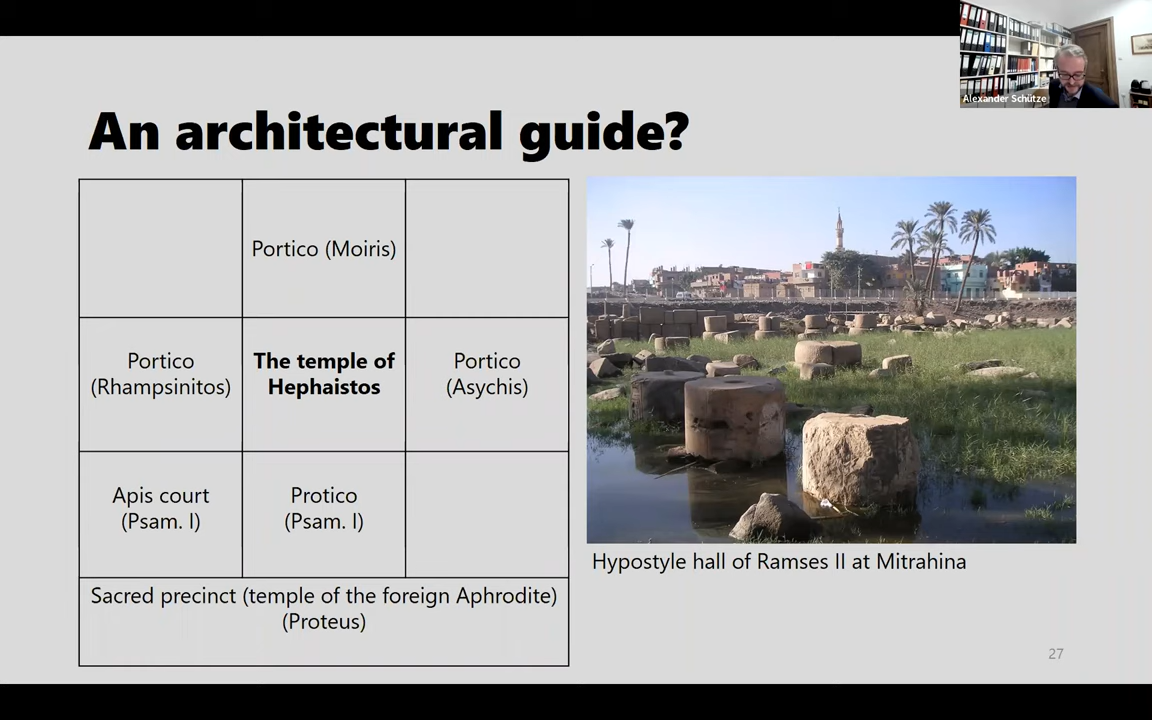 Alexander Schütze
An architectural guide?
Portico (Moiris)
Portico
(Rhampsinitos)
The temple of
Hephaistos
Portico
(Asychis)
Apis court
(Psam. I)
Protico
(Psam. I)
Sacred precinct (temple of the foreign Aphrodite)
(Proteus)
Hypostyle hall of Ramses II at Mitrahina
27